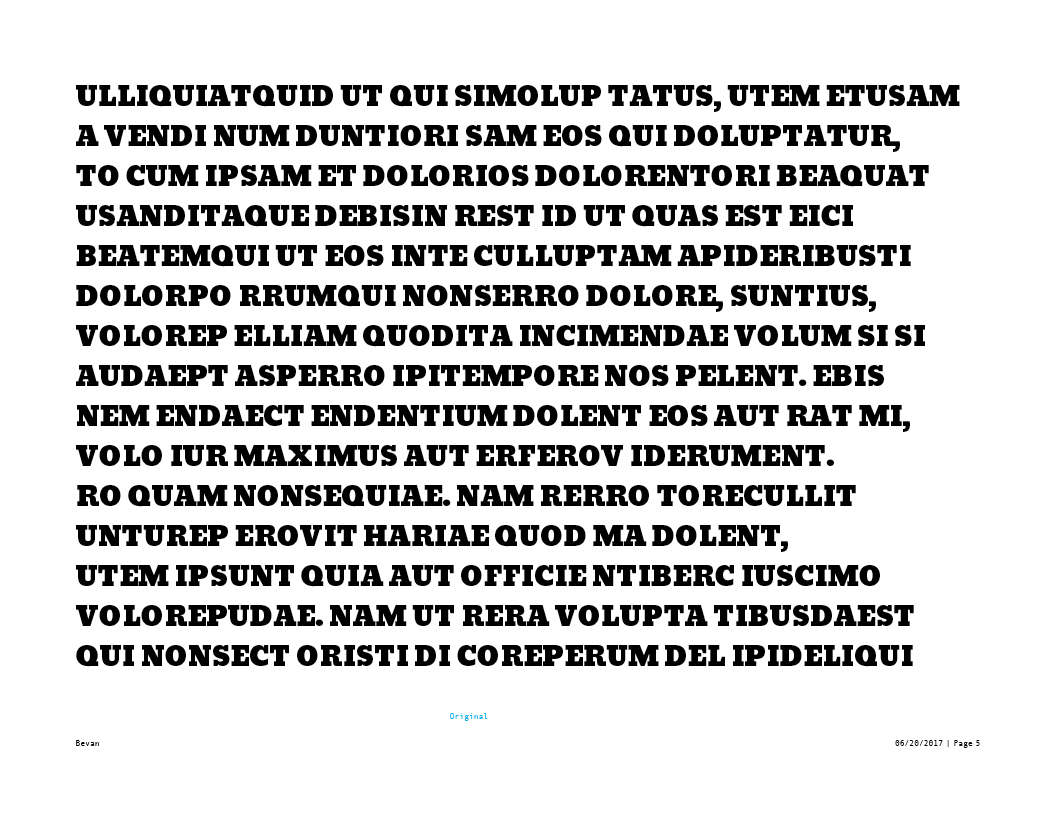 ULLIQUIATQUID UT QUI SIMOLUP TATUS, UTEM ETUSAM
A VENDI NUM DUNTIORI SAM EOS QUI DOLUPTATUR,
TO CUM IPSAM ET DOLORIOS DOLORENTORI BEAQUAT
USANDITAQUE DEBISIN REST ID UT QUAS EST EICI
BEATEMQUI UT EOS INTE CULLUPTAM APIDERIBUSTI
DOLORPO RRUMQUI NONSERRO DOLORE, SUNTIUS,
VOLOREP ELLIAM QUODITA INCIMENDAE VOLUM SI SI
AUDAEPT ASPERRO IPITEMPORE NOS PELENT. EBIS
NEM ENDAECT ENDENTIUM DOLENT EOS AUT RAT MI,
VOLO IUR MAXIMUS AUT ERFEROV IDERUMENT.
RO QUAM NONSEQUIAE. NAM RERRO TORECULLIT
UNTUREP EROVIT HARIAE QUOD MA DOLENT,
UTEM IPSUNT QUIA AUT OFFICIE NTIBERC IUSCIMO
VOLOREPUDAE. NAM UT RERA VOLUPTA TIBUSDAEST
QUI NONSECT ORISTI DI COREPERUM DEL IPIDELIQUI
Original
Bevan
06/20/2017 | Page 5